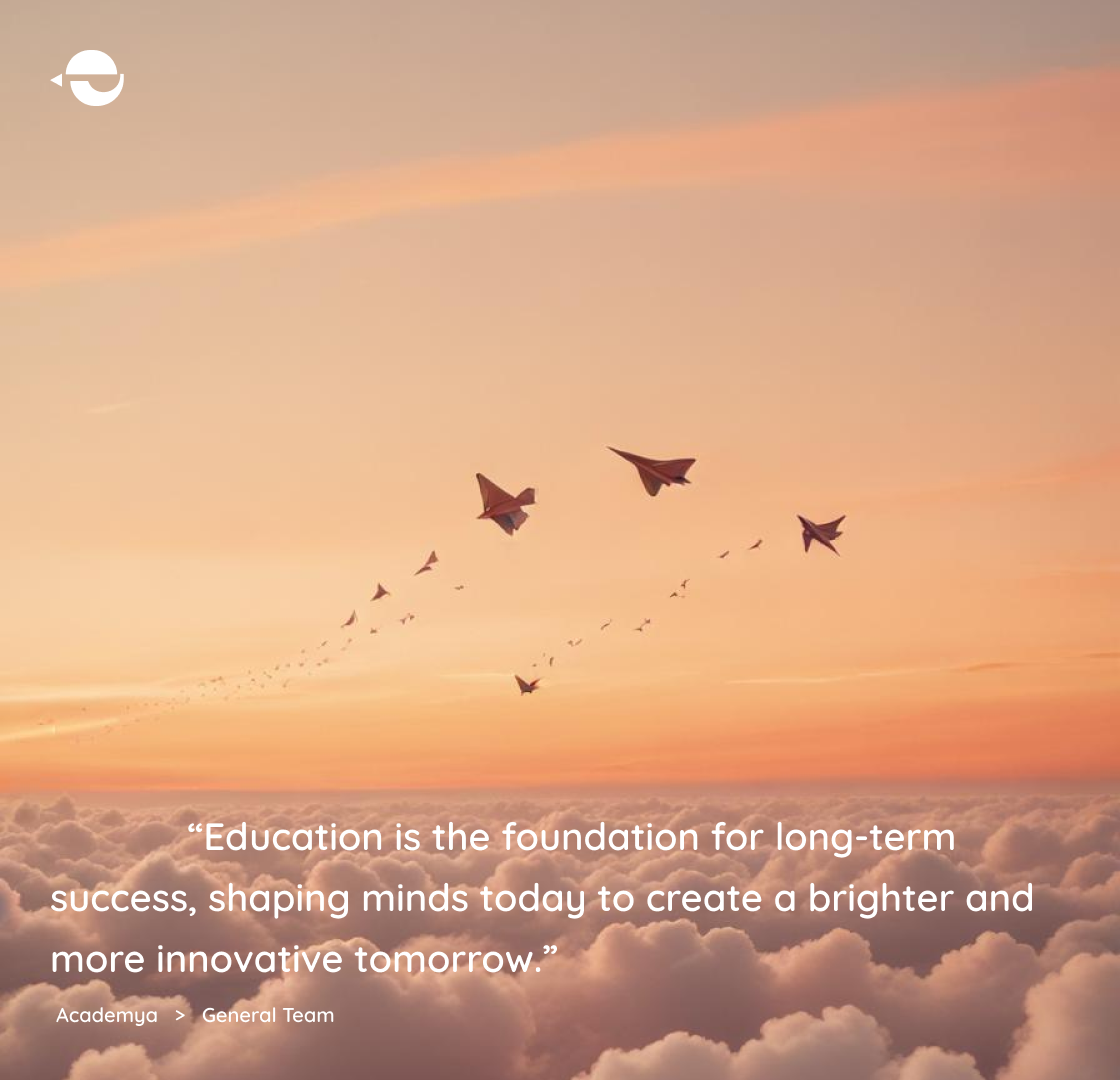 “Education is the foundation for long-term
success, shaping minds today to create a brighter and
more innovative tomorrow.”
Academya > General Team